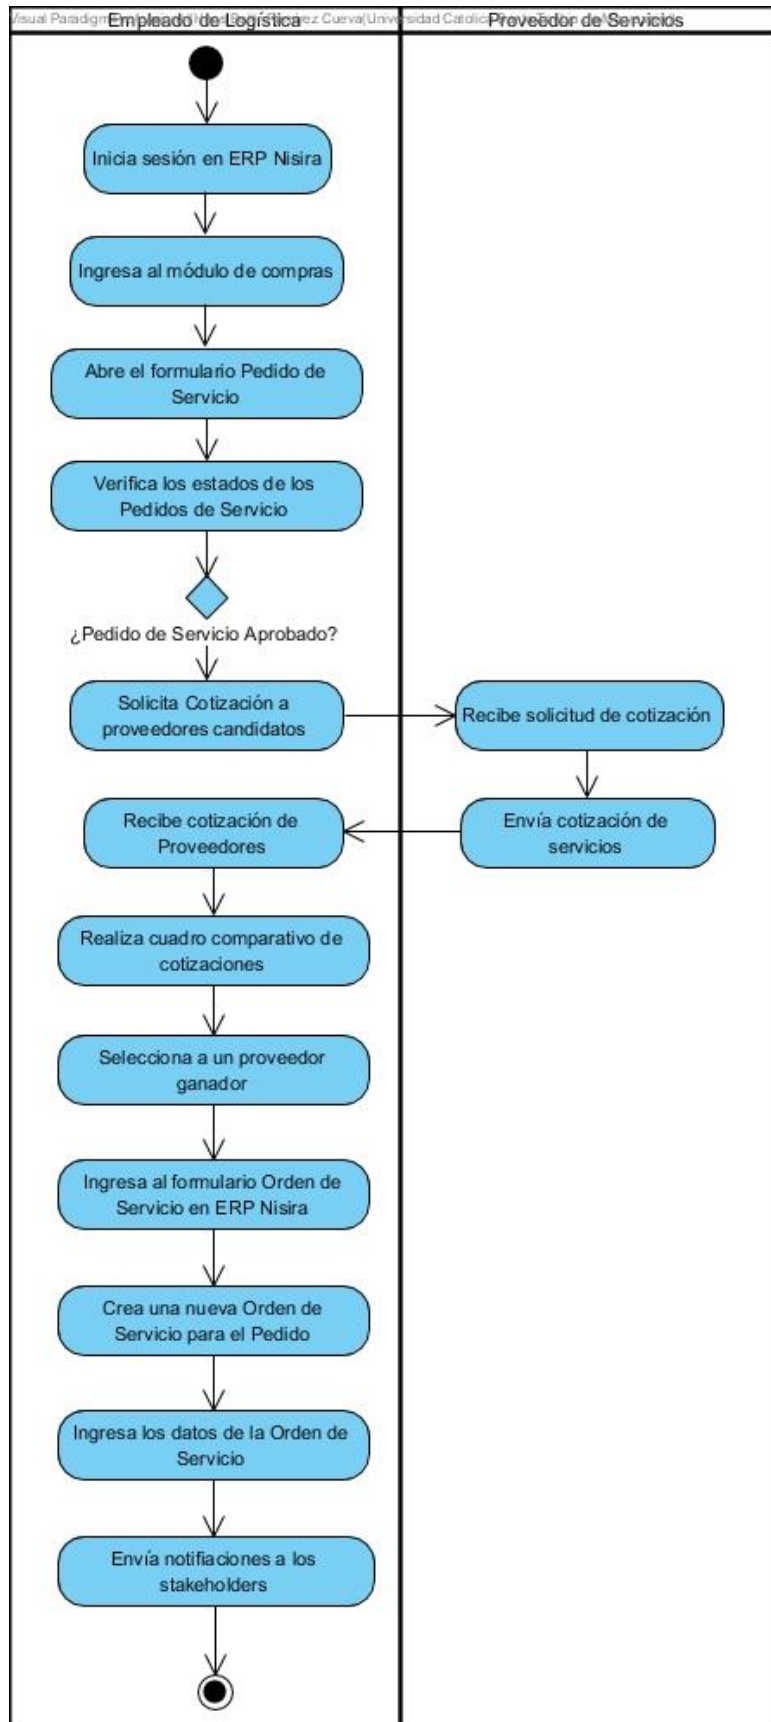 Visual Paradigm
Empleado de Logística
Proveedor de Servicios
Inicia sesión en ERP Nisira
Ingresa al módulo de compras
Abre el formulario Pedido de
Servicio
Verifica los estados de los
Pedidos de Servicio
¿Pedido de Servicio Aprobado?
Solicita Cotización a
proveedores candidatos
Recibe solicitud de cotización
Recibe cotización de
Proveedores
Envía cotización de
servicios
Realiza cuadro comparativo de
cotizaciones
Selecciona a un proveedor
ganador
Ingresa al formulario Orden de
Servicio en ERP Nisira
Crea una nueva Orden de
Servicio para el Pedido
Ingresa los datos de la Orden de
Servicio
Envía notifiaciones a los
stakeholders